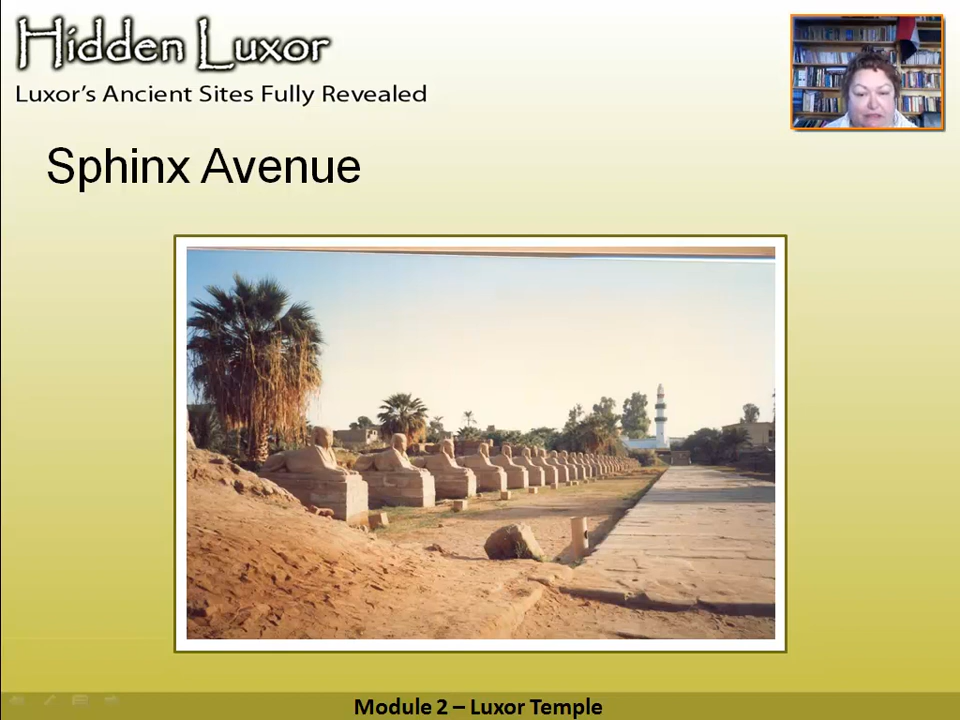 Hidden Luxor
Luxor's Ancient Sites Fully Revealed
Sphinx Avenue
Module 2 – Luxor Temple